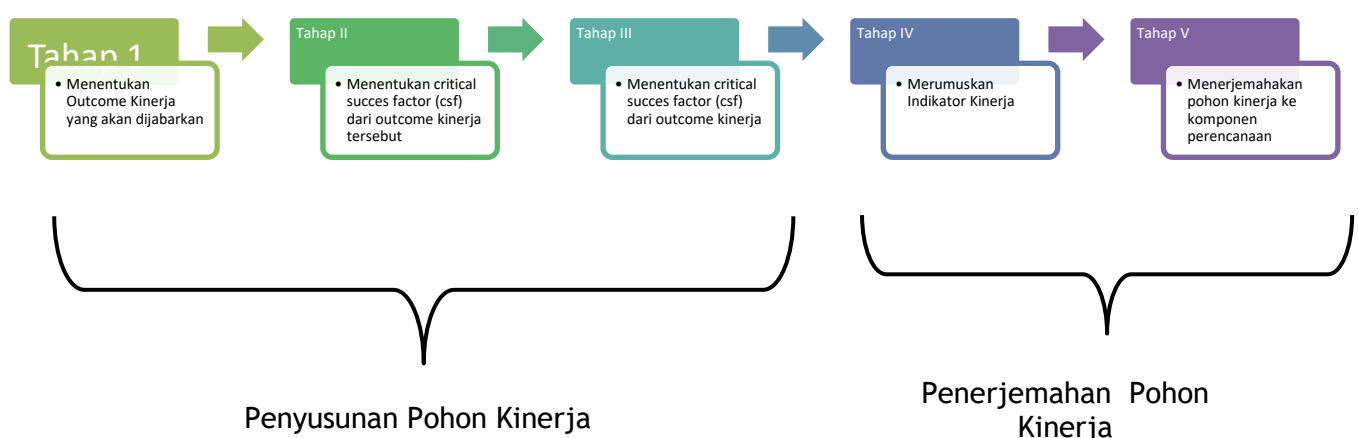 Tahap 1
• Menentukan
Outcome Kinerja
yang akan dijabarkan
Tahap II
• Menentukan critical
succes factor (csf)
dari outcome kinerja
tersebut
Tahap III
• Menentukan critical
succes factor (csf)
dari outcome kinerja
Tahap IV
• Merumuskan
Indikator Kinerja
Tahap V
• Menerjemahakan
pohon kinerja ke
komponen
perencanaan
Penyusunan Pohon Kinerja
Penerjemahan Pohon
Kinerja